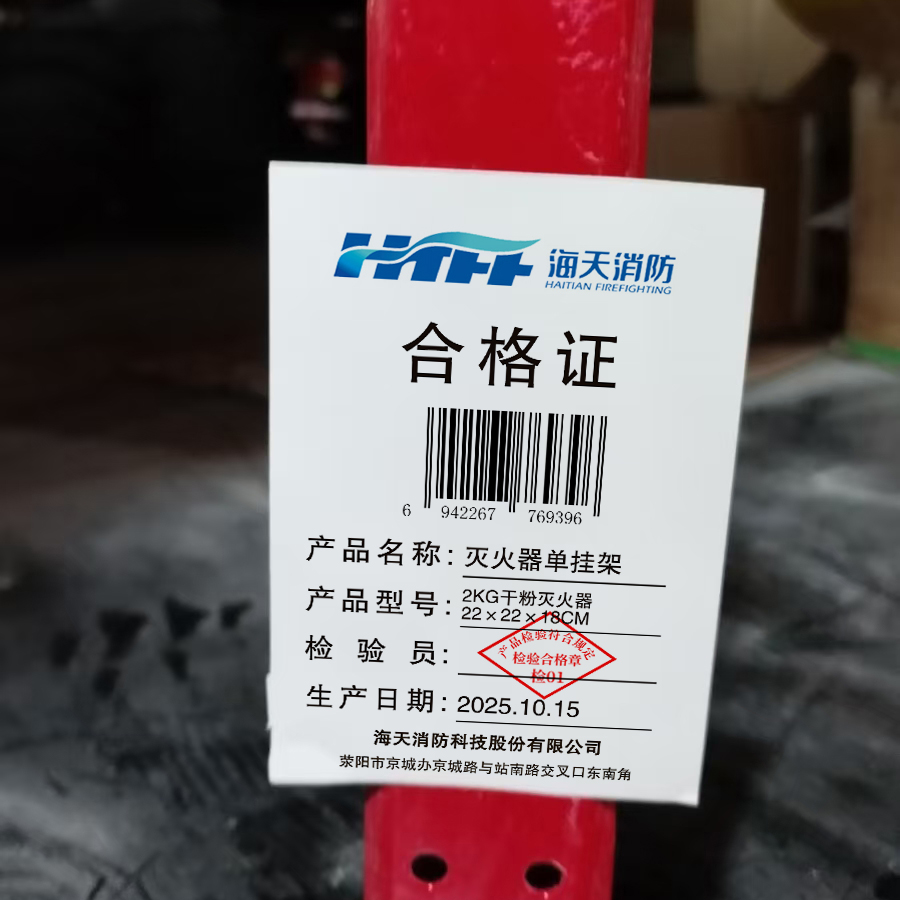 HTFF 海天消防
HAITIAN FIREFIGHTING
合格证
6 942267 769396
产品名称：灭火器单挂架
产品型号：2KG干粉灭火器
22×22×18CM
检验员：
产品检验符合规定
检验合格章
检01
生产日期：2025.10.15
海天消防科技股份有限公司
荥阳市京城办京城路与站南路交叉口东南角